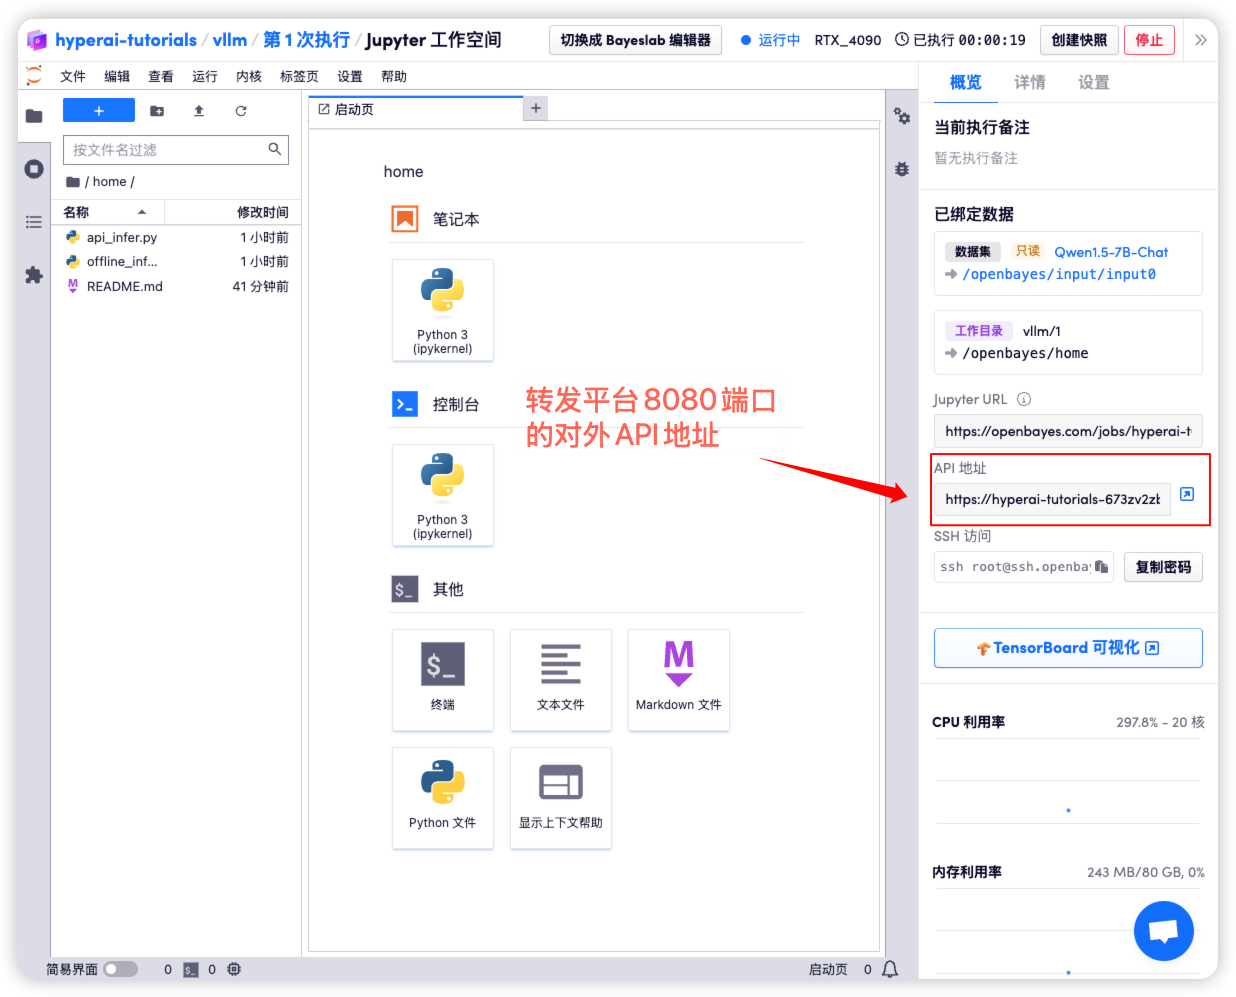 hyperai-tutorials / vllm / 第 1 次执行 / Jupyter 工作空间
切换成 Bayeslab 编辑器
运行中
RTX_4090
已执行 00:00:19
创建快照
停止
文件 编辑 查看 运行 内核 标签页 设置 帮助
按文件名过滤
/ home /
名称 修改时间
api_infer.py 1 小时前
offline_inf... 1 小时前
README.md 41 分钟前
启动页
home
笔记本
Python 3
(ipykernel)
控制台
Python 3
(ipykernel)
其他
$_
终端
文本文件
Markdown 文件
Python 文件
显示上下文帮助
转发平台 8080 端口
的对外 API 地址
概览 详情 设置
当前执行备注
暂无执行备注
已绑定数据
数据集 只读 Qwen1.5-7B-Chat
/openbayes/input/input0
工作目录 vllm/1
/openbayes/home
Jupyter URL
https://openbayes.com/jobs/hyperai-t
API 地址
https://hyperai-tutorials-673zv2zb
SSH 访问
ssh root@ssh.openbay
复制密码
TensorBoard 可视化
CPU 利用率 297.8% - 20 核
内存利用率 243 MB/80 GB, 0%
简易界面 0 $_ 0
启动页 0